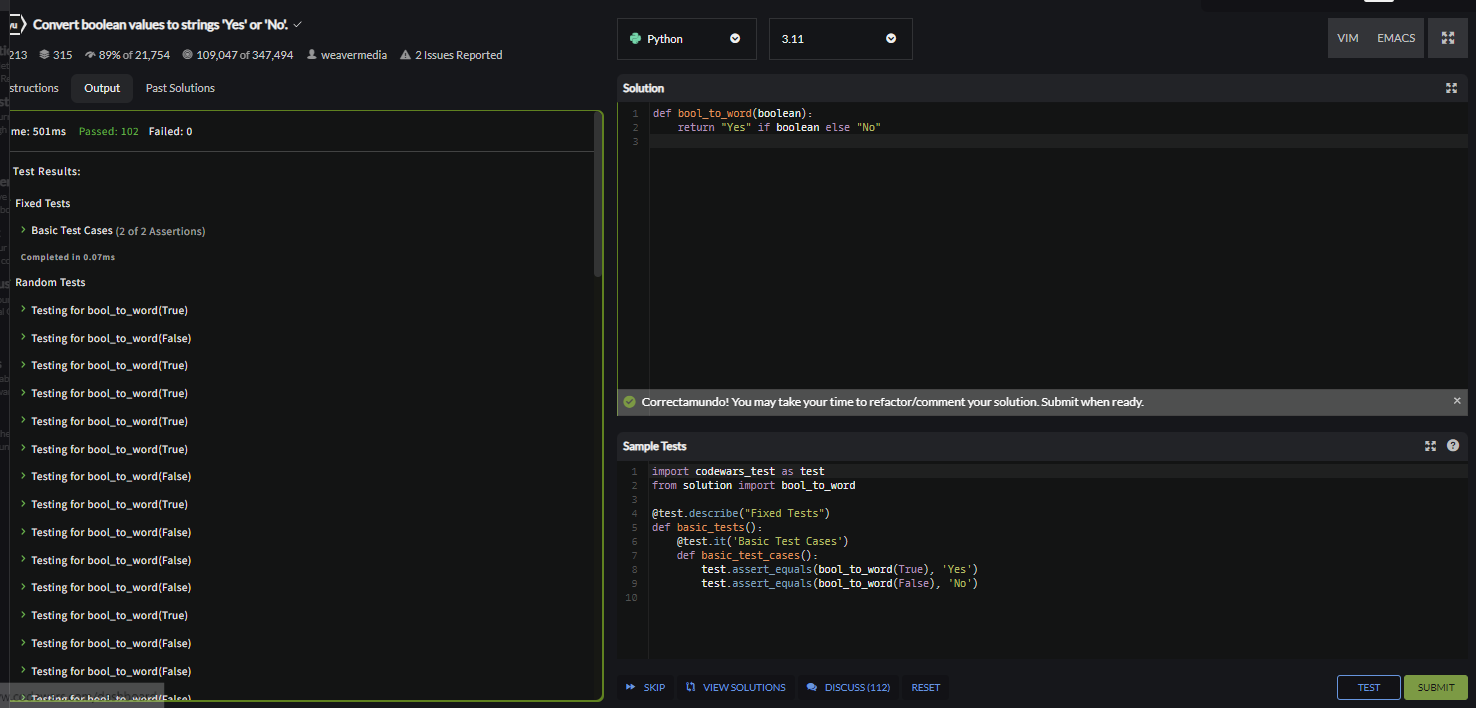 Convert boolean values to strings 'Yes' or 'No'.
213 315 89% of 21,754 109,047 of 347,494 weavermedia 2 Issues Reported
structions Output Past Solutions
me: 501ms Passed: 102 Failed: 0
Test Results:
Fixed Tests
Basic Test Cases (2 of 2 Assertions)
Completed in 0.07ms
Random Tests
Testing for bool_to_word(True)
Testing for bool_to_word(False)
Testing for bool_to_word(True)
Testing for bool_to_word(True)
Testing for bool_to_word(True)
Testing for bool_to_word(True)
Testing for bool_to_word(False)
Testing for bool_to_word(True)
Testing for bool_to_word(False)
Testing for bool_to_word(False)
Testing for bool_to_word(False)
Testing for bool_to_word(True)
Testing for bool_to_word(False)
Testing for bool_to_word(False)
Python 3.11 VIM EMACS
Solution
1 def bool_to_word(boolean):
2 return "Yes" if boolean else "No"
3
Correctamundo! You may take your time to refactor/comment your solution. Submit when ready.
Sample Tests
1 import codewars_test as test
2 from solution import bool_to_word
3
4 @test.describe("Fixed Tests")
5 def basic_tests():
6 @test.it('Basic Test Cases')
7 def basic_test_cases():
8 test.assert_equals(bool_to_word(True), 'Yes')
9 test.assert_equals(bool_to_word(False), 'No')
10
SKIP VIEW SOLUTIONS DISCUSS (112) RESET TEST SUBMIT